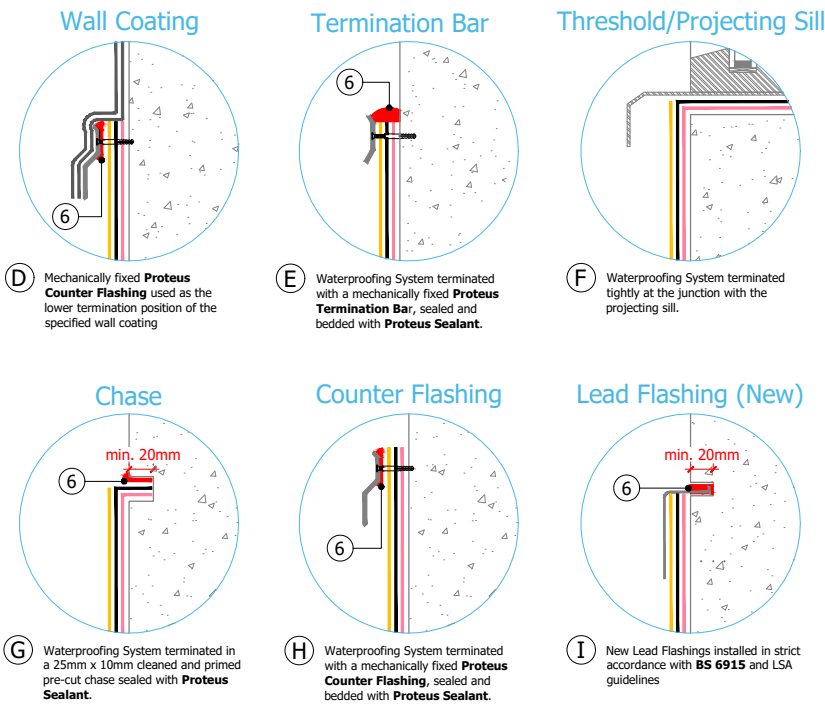 Wall Coating
Termination Bar
Threshold/Projecting Sill
6
6
D
Mechanically fixed Proteus
Counter Flashing used as the
lower termination position of the
specified wall coating
E
Waterproofing System terminated
with a mechanically fixed Proteus
Termination Bar, sealed and
bedded with Proteus Sealant.
F
Waterproofing System terminated
tightly at the junction with the
projecting sill.
Chase
Counter Flashing
Lead Flashing (New)
min. 20mm
6
6
min. 20mm
6
G
Waterproofing System terminated in
a 25mm x 10mm cleaned and primed
pre-cut chase sealed with Proteus
Sealant.
H
Waterproofing System terminated
with a mechanically fixed Proteus
Counter Flashing, sealed and
bedded with Proteus Sealant.
I
New Lead Flashings installed in strict
accordance with BS 6915 and LSA
guidelines